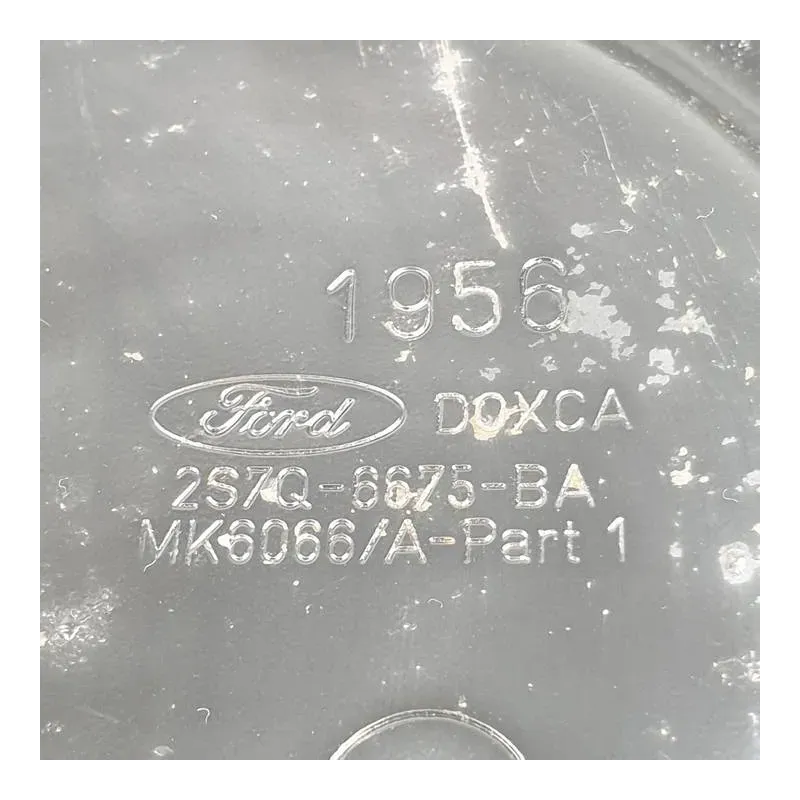 1956
Ford DOXCA
2S7Q-6675-BA
MK6066/A-Part 1